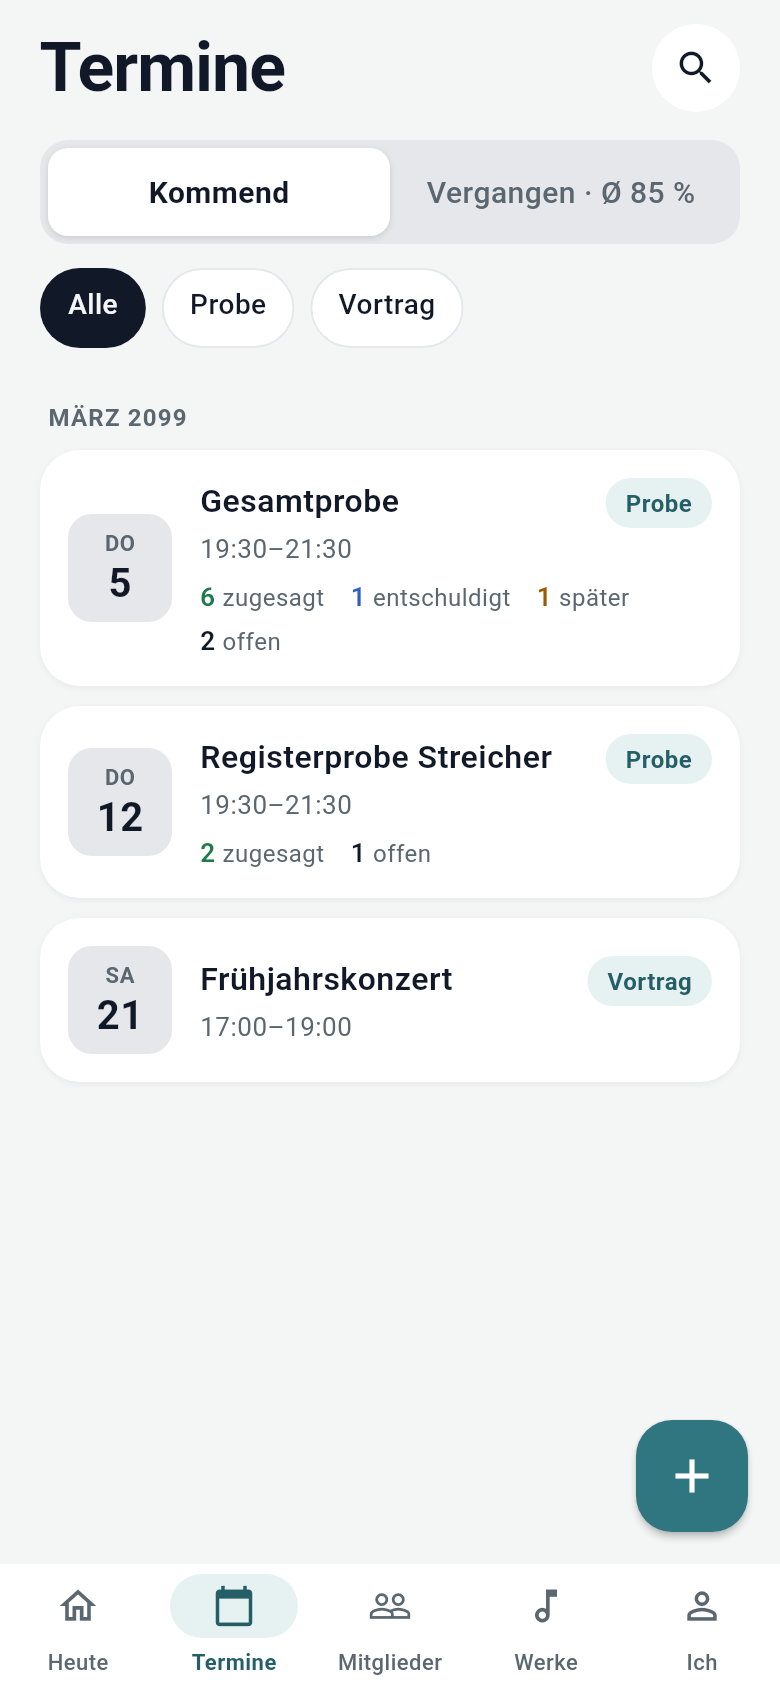 Termine
Kommend
Vergangen · Ø 85 %
Alle
Probe
Vortrag
MÄRZ 2099
DO
5
Gesamtprobe
Probe
19:30–21:30
6 zugesagt 1 entschuldigt 1 später
2 offen
DO
12
Registerprobe Streicher
Probe
19:30–21:30
2 zugesagt 1 offen
SA
21
Frühjahrskonzert
Vortrag
17:00–19:00
Heute
Termine
Mitglieder
Werke
Ich